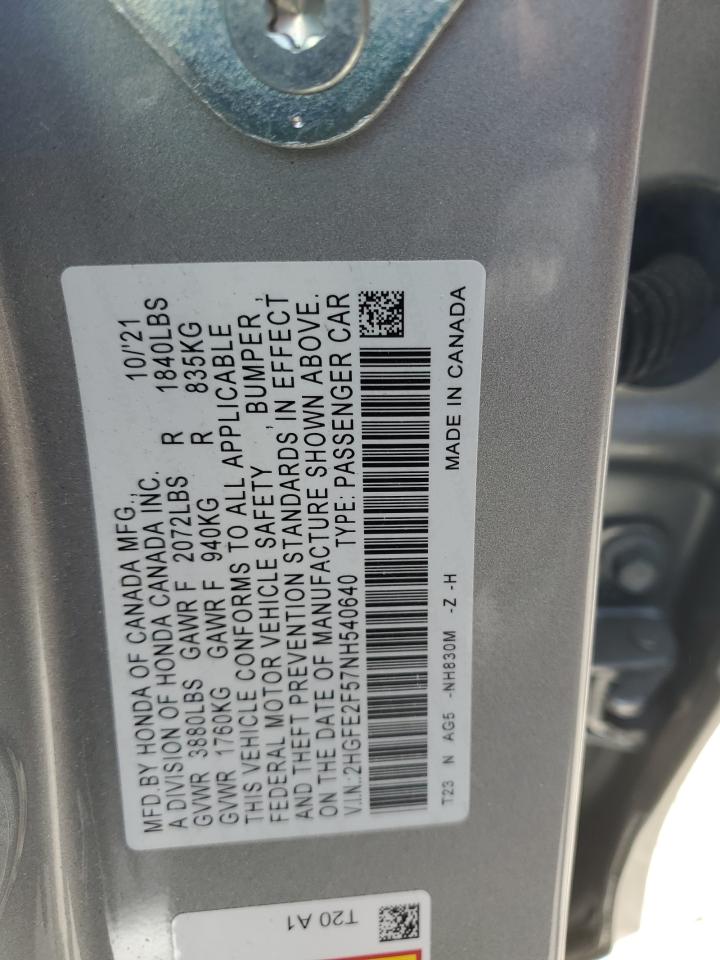 MFD.BY HONDA OF CANADA MFG., 10/'21
A DIVISION OF HONDA CANADA INC.
GVWR 3880LBS GAWR F 2072LBS R 1840LBS
GVWR 1760KG GAWR F 940KG R 835KG
THIS VEHICLE CONFORMS TO ALL APPLICABLE
FEDERAL MOTOR VEHICLE SAFETY , BUMPER ,
AND THEFT PREVENTION STANDARDS IN EFFECT
ON THE DATE OF MANUFACTURE SHOWN ABOVE.
V.I.N.:2HGFE2F57NH540640 TYPE: PASSENGER CAR
T23 N AG5 -NH830M -Z -H MADE IN CANADA
T20 A1